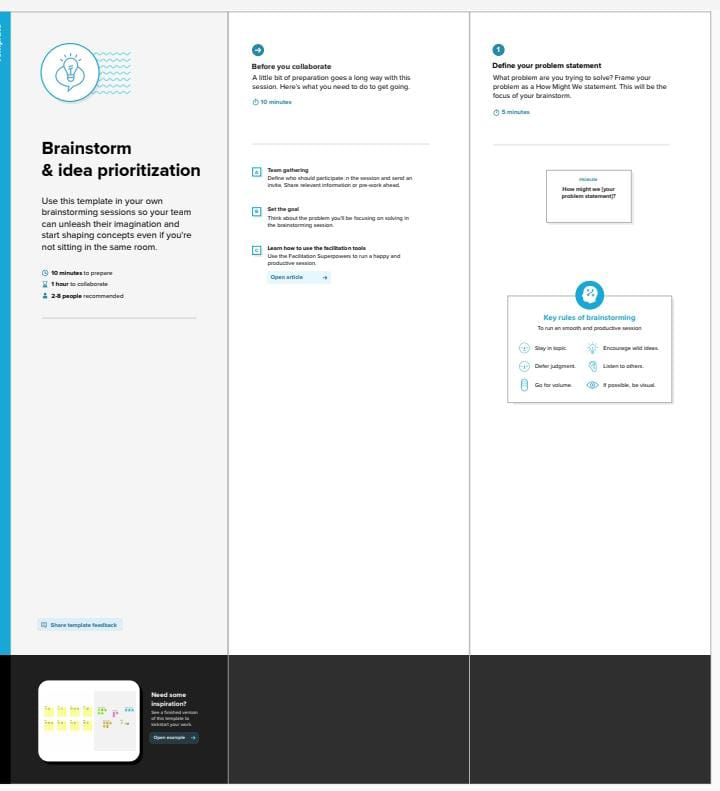 Template
Brainstorm
& idea prioritization
Use this template in your own
brainstorming sessions so your team
can unleash their imagination and
start shaping concepts even if you're
not sitting in the same room.
10 minutes to prepare
1 hour to collaborate
2-8 people recommended
Share template feedback
Need some
inspiration?
See a finished version
of this template to
kickstart your work.
Open example →
Before you collaborate
A little bit of preparation goes a long way with this
session. Here's what you need to do to get going.
10 minutes
A
Team gathering
Define who should participate in the session and send an
invite. Share relevant information or pre-work ahead.
B
Set the goal
Think about the problem you'll be focusing on solving in
the brainstorming session.
C
Learn how to use the facilitation tools
Use the Facilitation Superpowers to run a happy and
productive session.
Open article →
1
Define your problem statement
What problem are you trying to solve? Frame your
problem as a How Might We statement. This will be the
focus of your brainstorm.
5 minutes
PROBLEM
How might we [your
problem statement]?
Key rules of brainstorming
To run an smooth and productive session
Stay in topic.
Encourage wild ideas.
Defer judgment.
Listen to others.
Go for volume.
If possible, be visual.